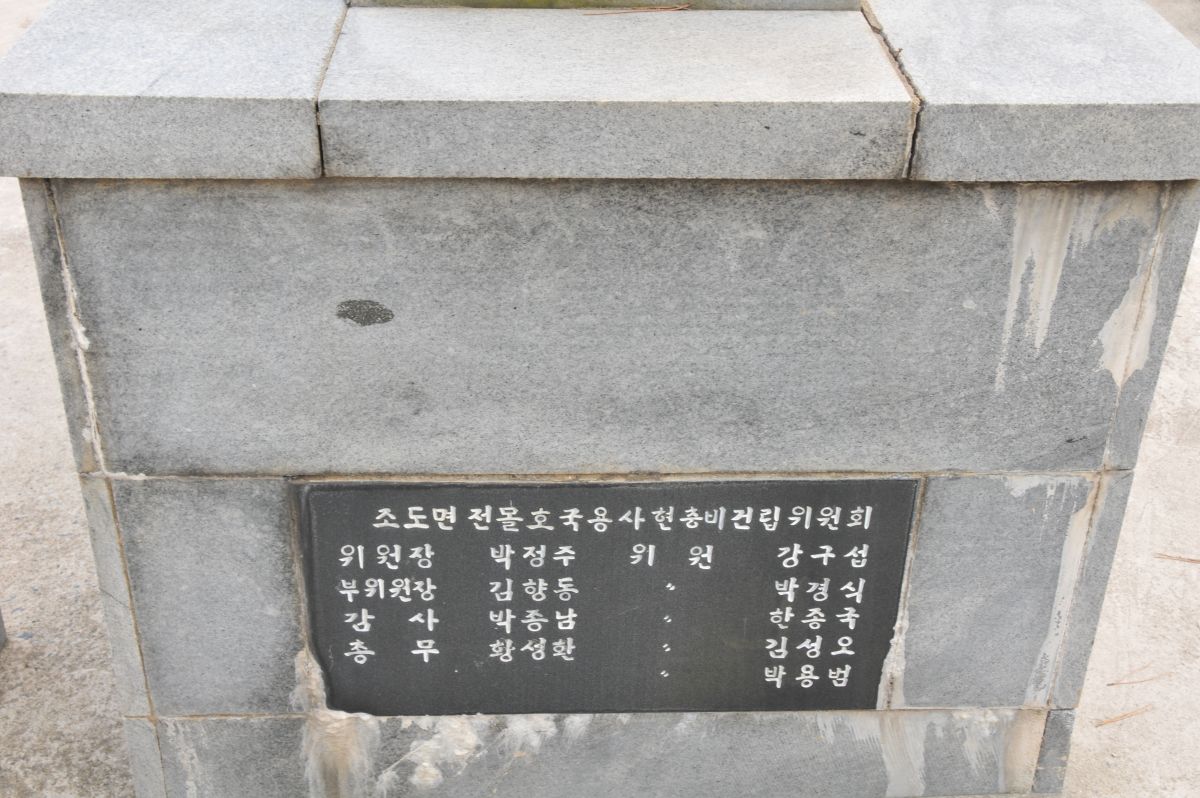 조도면 전몰호국용사현충비건립위원회
위원장 박정주 위 원 강구섭
부위원장 김향동 〃 박경식
감 사 박종남 〃 한종국
총 무 황성환 〃 김성오
〃 박용범